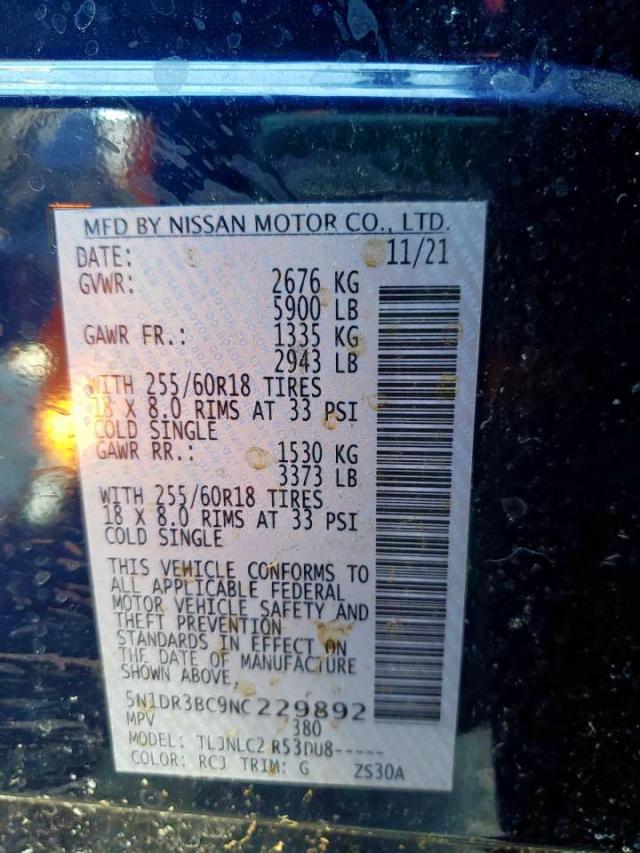 MFD BY NISSAN MOTOR CO., LTD.
DATE: 11/21
GVWR: 2676 KG
5900 LB
GAWR FR.: 1335 KG
2943 LB
WITH 255/60R18 TIRES
18 X 8.0 RIMS AT 33 PSI
COLD SINGLE
GAWR RR.: 1530 KG
3373 LB
WITH 255/60R18 TIRES
18 X 8.0 RIMS AT 33 PSI
COLD SINGLE
THIS VEHICLE CONFORMS TO
ALL APPLICABLE FEDERAL
MOTOR VEHICLE SAFETY AND
THEFT PREVENTION
STANDARDS IN EFFECT ON
THE DATE OF MANUFACTURE
SHOWN ABOVE.
5N1DR3BC9NC229892
MPV 380
MODEL: TLJNLC2 R53DU8-----
COLOR: RCJ TRIM: G ZS30A